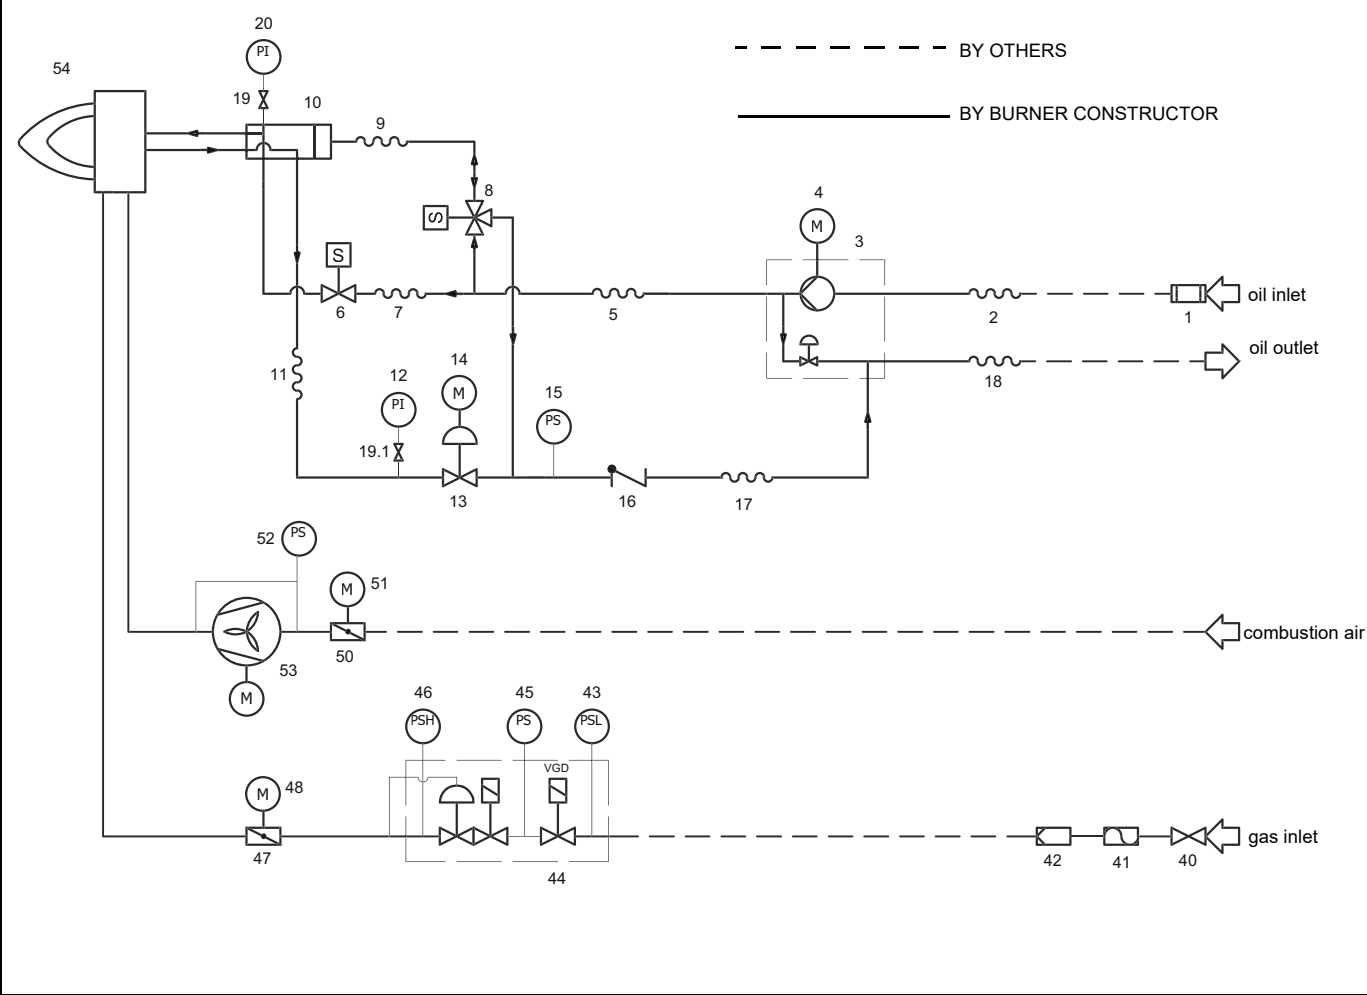 20
PI
BY OTHERS
54
19
10
BY BURNER CONSTRUCTOR
9
8
S
4
M
3
S
6
7
5
2
1
oil inlet
oil outlet
18
11
12
PI
19.1
14
M
13
15
PS
16
17
52
PS
51
M
50
53
M
combustion air
46
PSH
45
PS
43
PSL
VGD
48
M
47
44
42
41
40
gas inlet